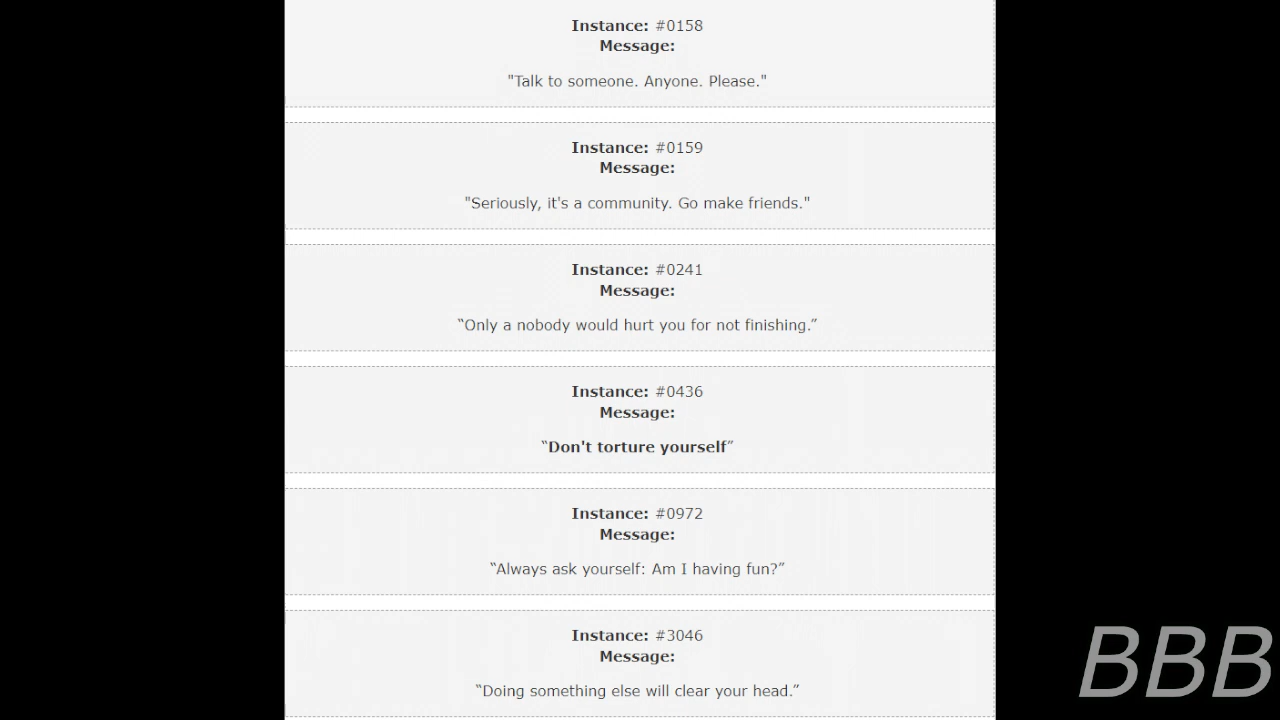 Instance: #0158
Message:
"Talk to someone. Anyone. Please."
Instance: #0159
Message:
"Seriously, it's a community. Go make friends."
Instance: #0241
Message:
“Only a nobody would hurt you for not finishing.”
Instance: #0436
Message:
“Don't torture yourself”
Instance: #0972
Message:
“Always ask yourself: Am I having fun?”
Instance: #3046
Message:
“Doing something else will clear your head.”
BBB